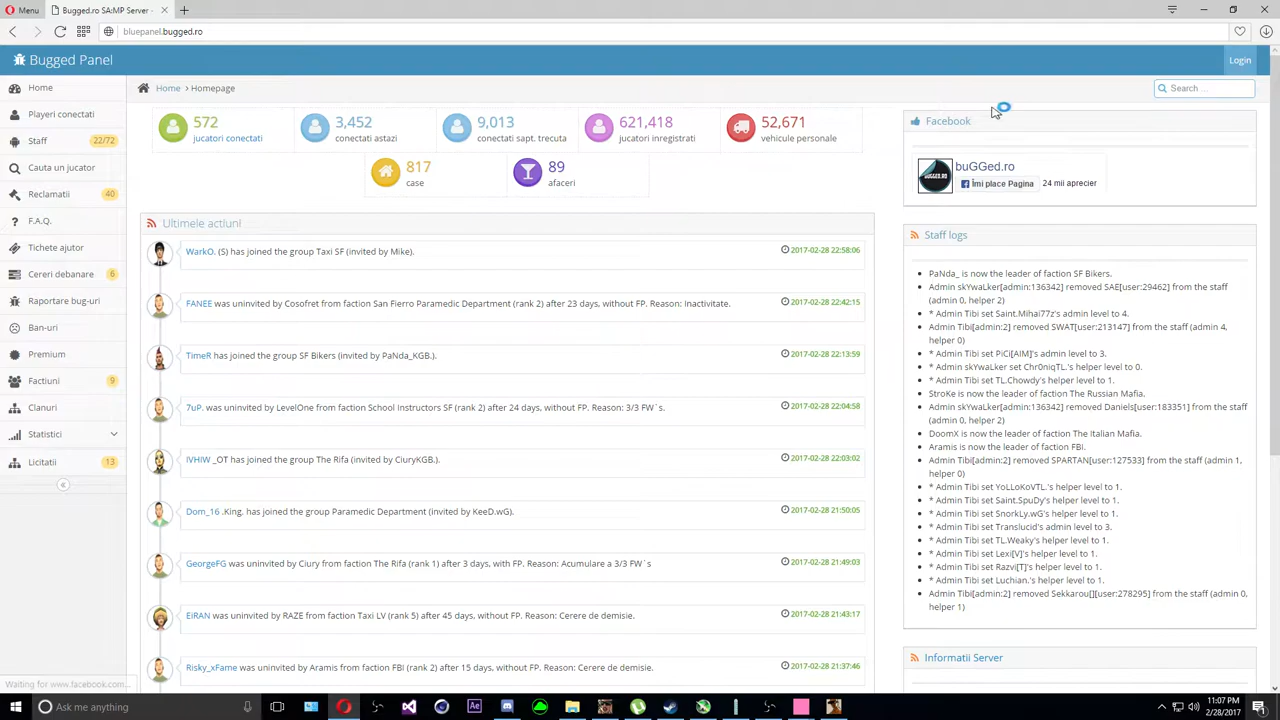 Menu
Bugged.ro SA:MP Server -
bluepanel.bugged.ro
Bugged Panel
Login
Home
Playeri conectati
Staff 22/72
Cauta un jucator
Reclamatii 40
F.A.Q.
Tichete ajutor
Cereri debanare 6
Raportare bug-uri
Ban-uri
Premium
Factiuni 9
Clanuri
Statistici
Licitatii 13
Home > Homepage
Search ...
572
jucatori conectati
3,452
conectati astazi
9,013
conectati sapt. trecuta
621,418
jucatori inregistrati
52,671
vehicule personale
817
case
89
afaceri
Ultimele actiuni
WarkO. (S) has joined the group Taxi SF (invited by Mike). 2017-02-28 22:58:06
FANEE was uninvited by Cosofret from faction San Fierro Paramedic Department (rank 2) after 23 days, without FP. Reason: Inactivitate. 2017-02-28 22:42:15
TimeR has joined the group SF Bikers (invited by PaNda_KGB.). 2017-02-28 22:13:59
7uP. was uninvited by LevelOne from faction School Instructors SF (rank 2) after 24 days, without FP. Reason: 3/3 FW`s. 2017-02-28 22:04:58
IVHIW _OT has joined the group The Rifa (invited by CiuryKGB.). 2017-02-28 22:03:02
Dom_16 .King. has joined the group Paramedic Department (invited by KeeD.wG). 2017-02-28 21:50:05
GeorgeFG was uninvited by Ciury from faction The Rifa (rank 1) after 3 days, with FP. Reason: Acumulare a 3/3 FW`s 2017-02-28 21:49:03
EiRAN was uninvited by RAZE from faction Taxi LV (rank 5) after 45 days, without FP. Reason: Cerere de demisie. 2017-02-28 21:43:17
Risky_xFame was uninvited by Aramis from faction FBI (rank 2) after 15 days, without FP. Reason: Cerere de demisie. 2017-02-28 21:37:46
Facebook
BUGGED.RO
buGGed.ro
Îmi place Pagina 24 mii aprecier
Staff logs
PaNda_ is now the leader of faction SF Bikers.
Admin skYwaLker[admin:136342] removed SAE[user:29462] from the staff
(admin 0, helper 2)
* Admin Tibi set Saint.Mihai77z's admin level to 4.
Admin Tibi[admin:2] removed SWAT[user:213147] from the staff (admin 4,
helper 0)
* Admin Tibi set PiCi[AIM]'s admin level to 3.
* Admin skYwaLker set Chr0niqTL.'s helper level to 0.
* Admin Tibi set TL.Chowdy's helper level to 1.
StroKe is now the leader of faction The Russian Mafia.
Admin skYwaLker[admin:136342] removed Daniels[user:183351] from the staff
(admin 0, helper 2)
DoomX is now the leader of faction The Italian Mafia.
Aramis is now the leader of faction FBI.
Admin Tibi[admin:2] removed SPARTAN[user:127533] from the staff (admin 1,
helper 0)
* Admin Tibi set YoLLoKoVTL.'s helper level to 1.
* Admin Tibi set Saint.SpuDy's helper level to 1.
* Admin Tibi set SnorkLy.wG's helper level to 1.
* Admin Tibi set Translucid's admin level to 3.
* Admin Tibi set TL.Weaky's helper level to 1.
* Admin Tibi set Lexi[V]'s helper level to 1.
* Admin Tibi set Razvi[T]'s helper level to 1.
* Admin Tibi set Luchian.'s helper level to 1.
Admin Tibi[admin:2] removed Sekkarou[][user:278295] from the staff (admin 0,
helper 1)
Informatii Server
Waiting for www.facebook.com...
Ask me anything
11:07 PM
2/28/2017